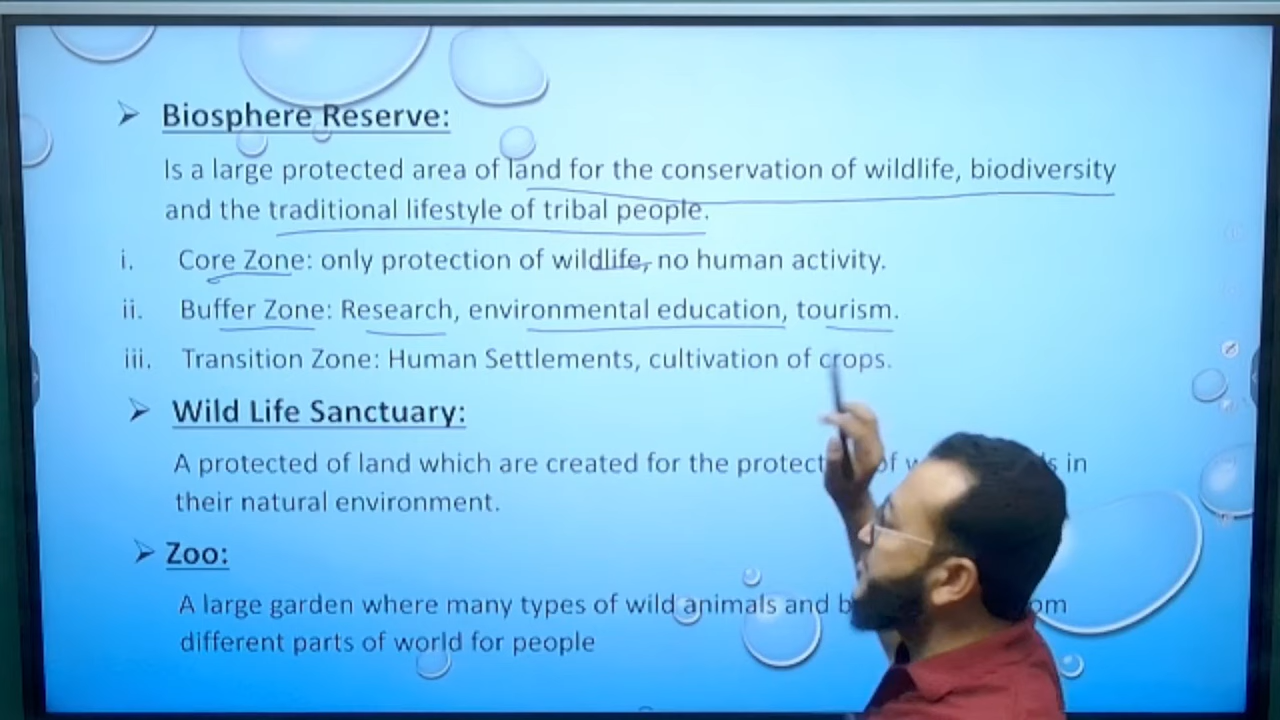 ➢ Biosphere Reserve:
Is a large protected area of land for the conservation of wildlife, biodiversity
and the traditional lifestyle of tribal people.
i. Core Zone: only protection of wildlife, no human activity.
ii. Buffer Zone: Research, environmental education, tourism.
iii. Transition Zone: Human Settlements, cultivation of crops.
➢ Wild Life Sanctuary:
A protected of land which are created for the of in
their natural environment.
➢ Zoo:
A large garden where many types of wild animals and
different parts of world for people